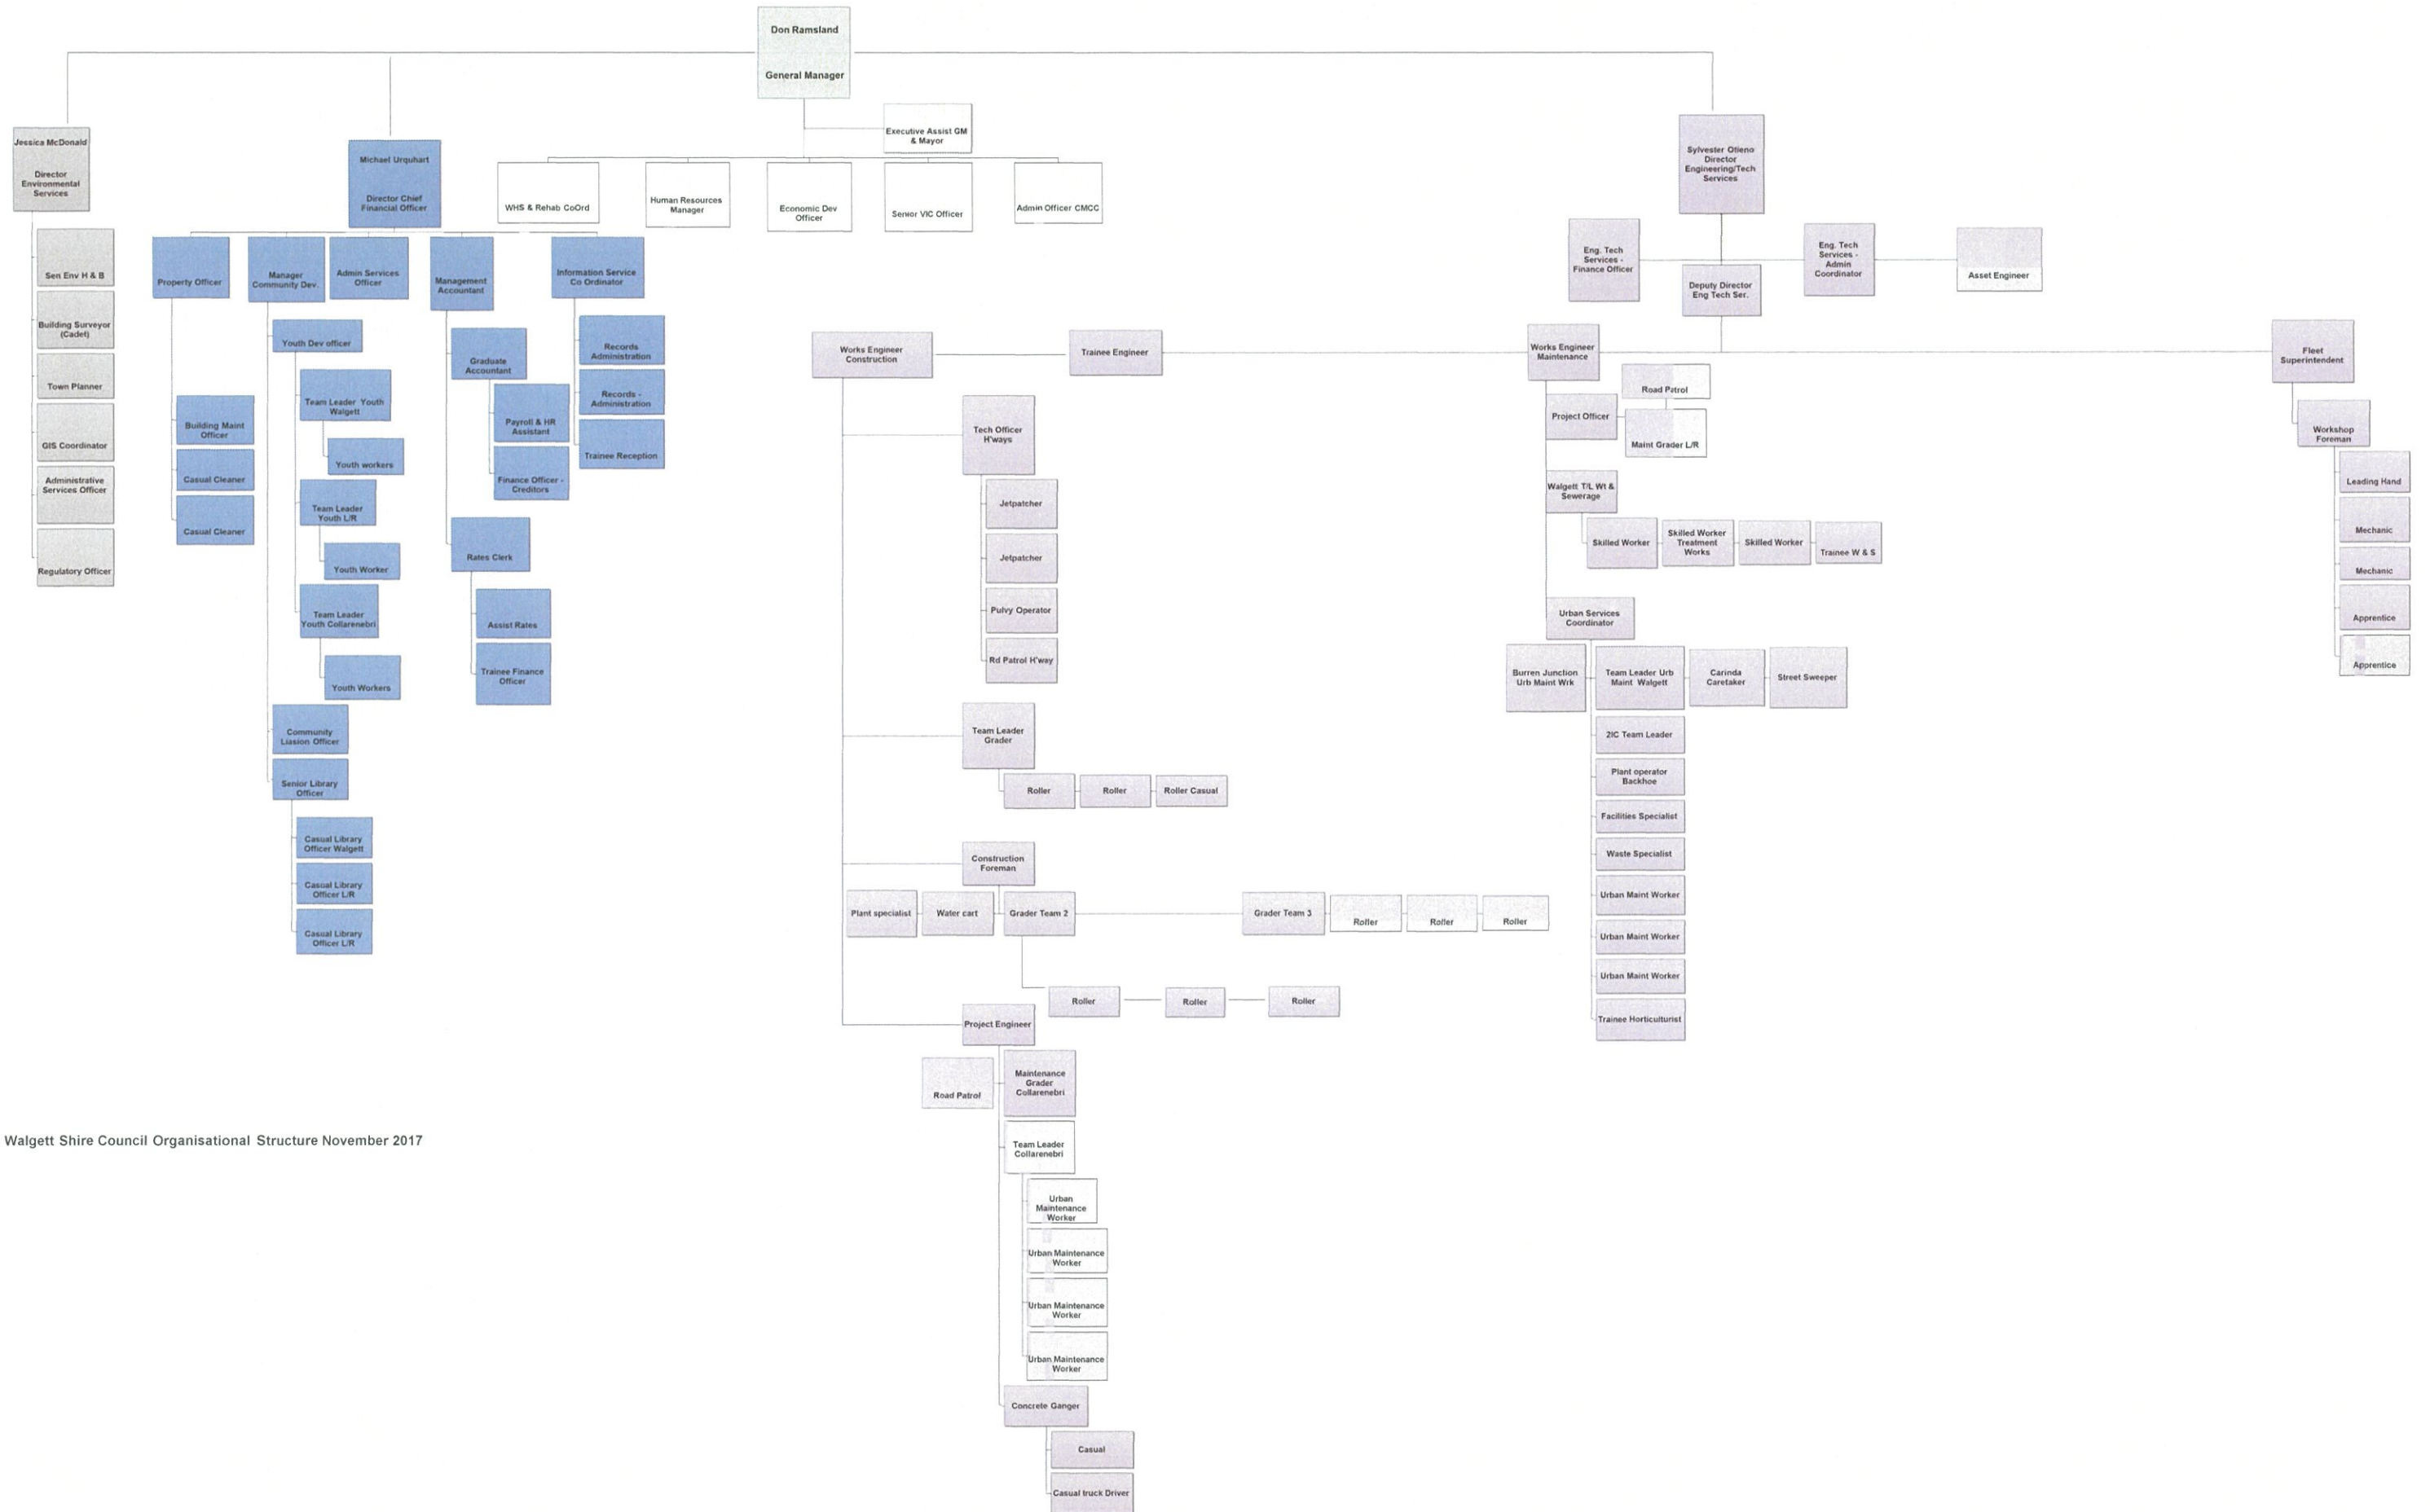 Don Ramsland
General Manager
Executive Assist GM
& Mayor
WHS & Rehab CoOrd
Human Resources
Manager
Economic Dev
Officer
Senior VIC Officer
Admin Officer CMCC
Jessica McDonald
Director
Environmental
Services
Sen Env H & B
Building Surveyor
(Cadet)
Town Planner
GIS Coordinator
Administrative
Services Officer
Regulatory Officer
Michael Urquhart
Director Chief
Financial Officer
Property Officer
Building Maint
Officer
Casual Cleaner
Casual Cleaner
Manager
Community Dev.
Youth Dev officer
Team Leader Youth
Walgett
Youth workers
Team Leader
Youth L/R
Youth Worker
Team Leader
Youth Collarenebri
Youth Workers
Community
Liasion Officer
Senior Library
Officer
Casual Library
Officer Walgett
Casual Library
Officer L/R
Casual Library
Officer L/R
Admin Services
Officer
Management
Accountant
Graduate
Accountant
Payroll & HR
Assistant
Finance Officer -
Creditors
Rates Clerk
Assist Rates
Trainee Finance
Officer
Information Service
Co Ordinator
Records
Administration
Records -
Administration
Trainee Reception
Sylvester Otieno
Director
Engineering/Tech
Services
Eng. Tech
Services -
Finance Officer
Deputy Director
Eng Tech Ser.
Eng. Tech
Services -
Admin
Coordinator
Asset Engineer
Works Engineer
Construction
Trainee Engineer
Works Engineer
Maintenance
Fleet
Superintendent
Tech Officer
H'ways
Jetpatcher
Jetpatcher
Pulvy Operator
Rd Patrol H'way
Team Leader
Grader
Roller
Roller
Roller Casual
Construction
Foreman
Plant specialist
Water cart
Grader Team 2
Grader Team 3
Roller
Roller
Roller
Roller
Roller
Roller
Project Engineer
Road Patrol
Maintenance
Grader
Collarenebri
Team Leader
Collarenebri
Urban
Maintenance
Worker
Urban Maintenance
Worker
Urban Maintenance
Worker
Urban Maintenance
Worker
Concrete Ganger
Casual
Casual truck Driver
Project Officer
Road Patrol
Maint Grader L/R
Walgett T/L Wt &
Sewerage
Skilled Worker
Skilled Worker
Treatment
Works
Skilled Worker
Trainee W & S
Urban Services
Coordinator
Burren Junction
Urb Maint Wrk
Team Leader Urb
Maint Walgett
Carinda
Caretaker
Street Sweeper
2IC Team Leader
Plant operator
Backhoe
Facilities Specialist
Waste Specialist
Urban Maint Worker
Urban Maint Worker
Urban Maint Worker
Trainee Horticulturist
Workshop
Foreman
Leading Hand
Mechanic
Mechanic
Apprentice
Apprentice
Walgett Shire Council Organisational Structure November 2017